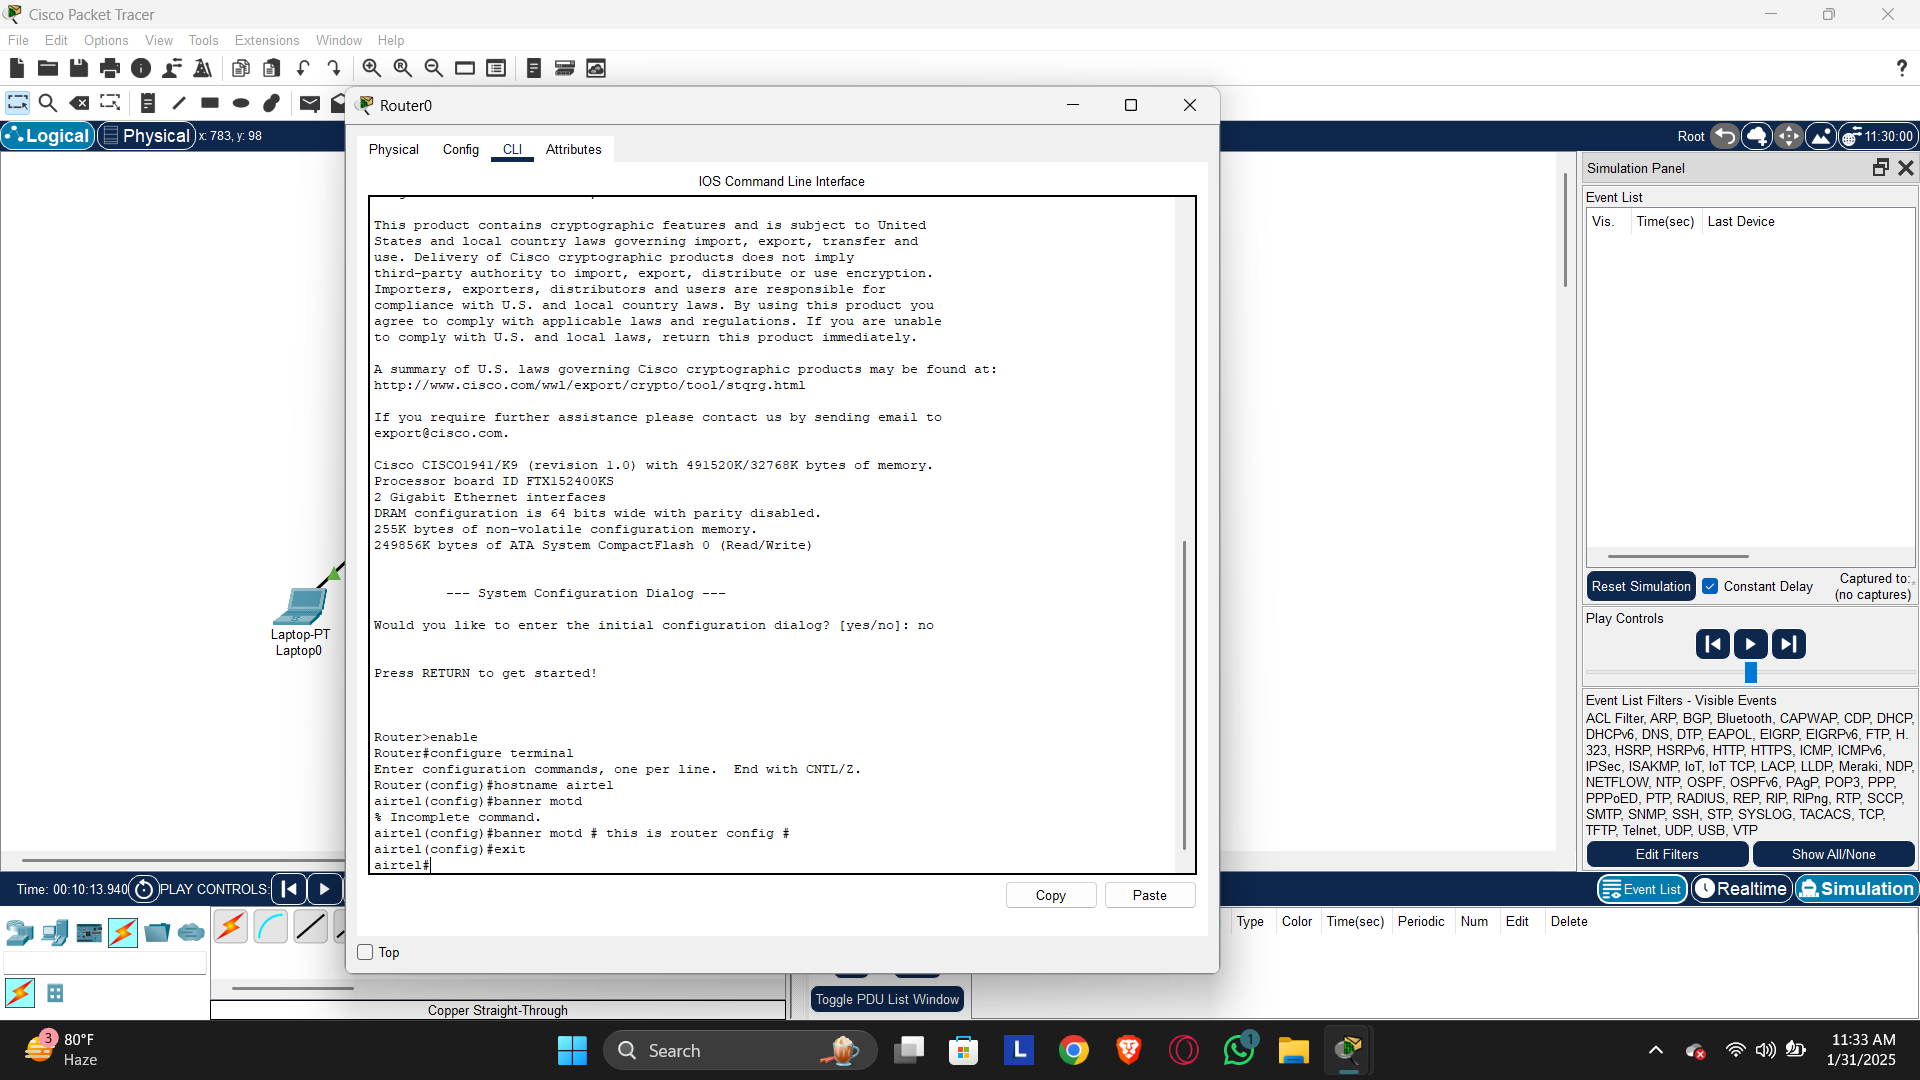 Cisco Packet Tracer
File Edit Options View Tools Extensions Window Help
?
Router0
Logical Physical x: 783, y: 98
Root 11:30:00
Physical Config CLI Attributes
IOS Command Line Interface
This product contains cryptographic features and is subject to United
States and local country laws governing import, export, transfer and
use. Delivery of Cisco cryptographic products does not imply
third-party authority to import, export, distribute or use encryption.
Importers, exporters, distributors and users are responsible for
compliance with U.S. and local country laws. By using this product you
agree to comply with applicable laws and regulations. If you are unable
to comply with U.S. and local laws, return this product immediately.
A summary of U.S. laws governing Cisco cryptographic products may be found at:
http://www.cisco.com/wwl/export/crypto/tool/stqrg.html
If you require further assistance please contact us by sending email to
export@cisco.com.
Cisco CISCO1941/K9 (revision 1.0) with 491520K/32768K bytes of memory.
Processor board ID FTX152400KS
2 Gigabit Ethernet interfaces
DRAM configuration is 64 bits wide with parity disabled.
255K bytes of non-volatile configuration memory.
249856K bytes of ATA System CompactFlash 0 (Read/Write)
--- System Configuration Dialog ---
Would you like to enter the initial configuration dialog? [yes/no]: no
Press RETURN to get started!
Router>enable
Router#configure terminal
Enter configuration commands, one per line.  End with CNTL/Z.
Router(config)#hostname airtel
airtel(config)#banner motd
% Incomplete command.
airtel(config)#banner motd # this is router config #
airtel(config)#exit
airtel#
Copy Paste
Top
Laptop-PT
Laptop0
Simulation Panel
Event List
Vis. Time(sec) Last Device
Reset Simulation Constant Delay
Captured to:
(no captures)
Play Controls
Event List Filters - Visible Events
ACL Filter, ARP, BGP, Bluetooth, CAPWAP, CDP, DHCP,
DHCPv6, DNS, DTP, EAPOL, EIGRP, EIGRPv6, FTP, H.
323, HSRP, HSRPv6, HTTP, HTTPS, ICMP, ICMPv6,
IPSec, ISAKMP, IoT, IoT TCP, LACP, LLDP, Meraki, NDP,
NETFLOW, NTP, OSPF, OSPFv6, PAgP, POP3, PPP,
PPPoED, PTP, RADIUS, REP, RIP, RIPng, RTP, SCCP,
SMTP, SNMP, SSH, STP, SYSLOG, TACACS, TCP,
TFTP, Telnet, UDP, USB, VTP
Edit Filters Show All/None
Time: 00:10:13.940 PLAY CONTROLS:
Event List Realtime Simulation
Type Color Time(sec) Periodic Num Edit Delete
Toggle PDU List Window
Copper Straight-Through
3
80°F
Haze
Search
L
1
11:33 AM
1/31/2025